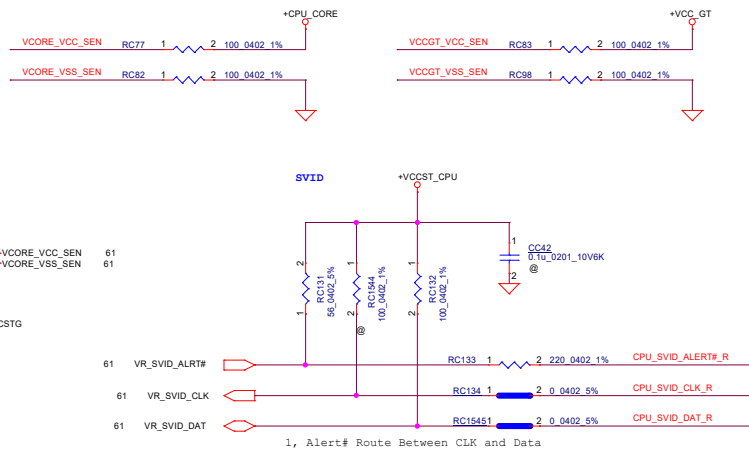 +CPU_CORE
+VCC_GT
VCORE_VCC_SEN RC77 1 2 100_0402_1%
VCCGT_VCC_SEN RC83 1 2 100_0402_1%
VCORE_VSS_SEN RC82 1 2 100_0402_1%
VCCGT_VSS_SEN RC98 1 2 100_0402_1%
SVID
+VCCST_CPU
VCORE_VCC_SEN 61
VCORE_VSS_SEN 61
1
CC42
0.1u_0201_10V6K
@
2
2
RC131
56_0402_5%
1
1
RC1544
100_0402_1%
2
@
1
RC132
100_0402_1%
2
CSTG
61 VR_SVID_ALRT# RC133 1 2 220_0402_1% CPU_SVID_ALERT#_R
61 VR_SVID_CLK RC134 1 2 0_0402_5% CPU_SVID_CLK_R
61 VR_SVID_DAT RC1545 1 2 0_0402_5% CPU_SVID_DAT_R
1, Alert# Route Between CLK and Data